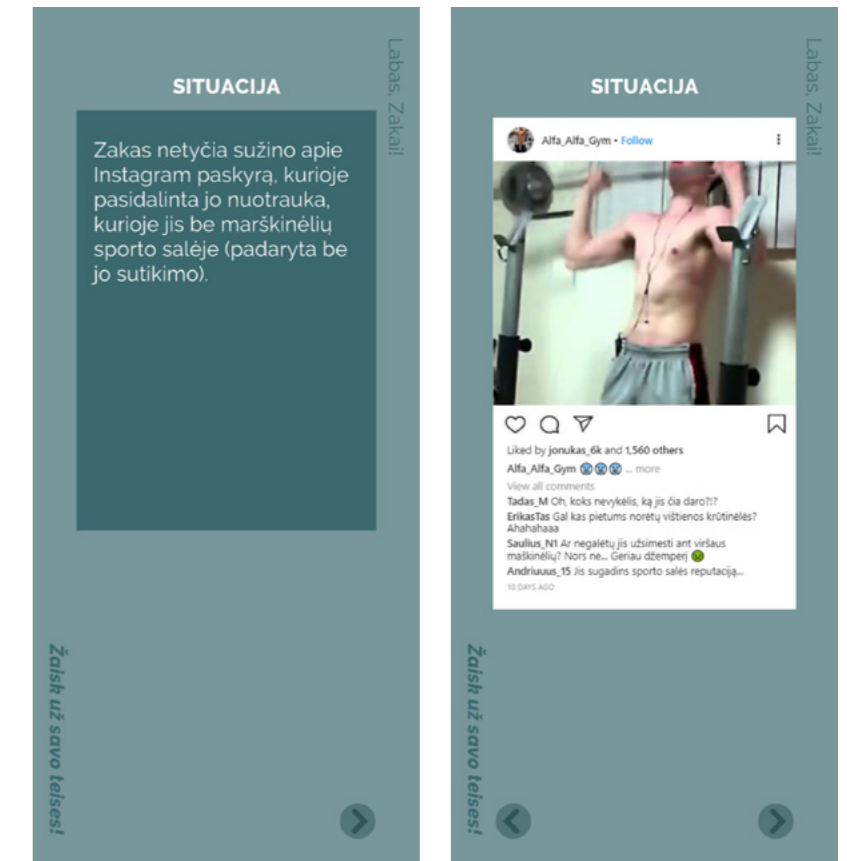 Labas, Zakai!
SITUACIJA
Zakas netyčia sužino apie
Instagram paskyrą, kurioje
pasidalinta jo nuotrauka,
kurioje jis be marškinėlių
sporto salėje (padaryta be
jo sutikimo).
Žaisk už savo teises!
Labas, Zakai!
SITUACIJA
Alfa_Alfa_Gym • Follow
Liked by jonukas_6k and 1,560 others
Alfa_Alfa_Gym ... more
View all comments
Tadas_M Oh, koks nevykėlis, ką jis čia daro?!?
ErikasTas Gal kas pietums norėtų vištienos krūtinėlės?
Ahahahaaa
Saulius_N1 Ar negalėtų jis užsimesti ant viršaus
maškinėlių? Nors ne... Geriau džemperį
Andriuuus_15 Jis sugadins sporto salės reputaciją...
10 DAYS AGO
Žaisk už savo teises!